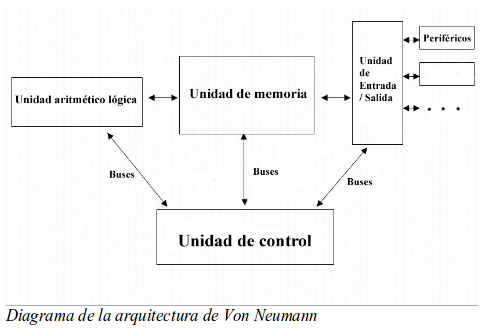 Periféricos
Unidad
de
Entrada
/ Salida
Unidad de memoria
Unidad aritmético lógica
. . .
Buses
Buses
Buses
Unidad de control
Diagrama de la arquitectura de Von Neumann